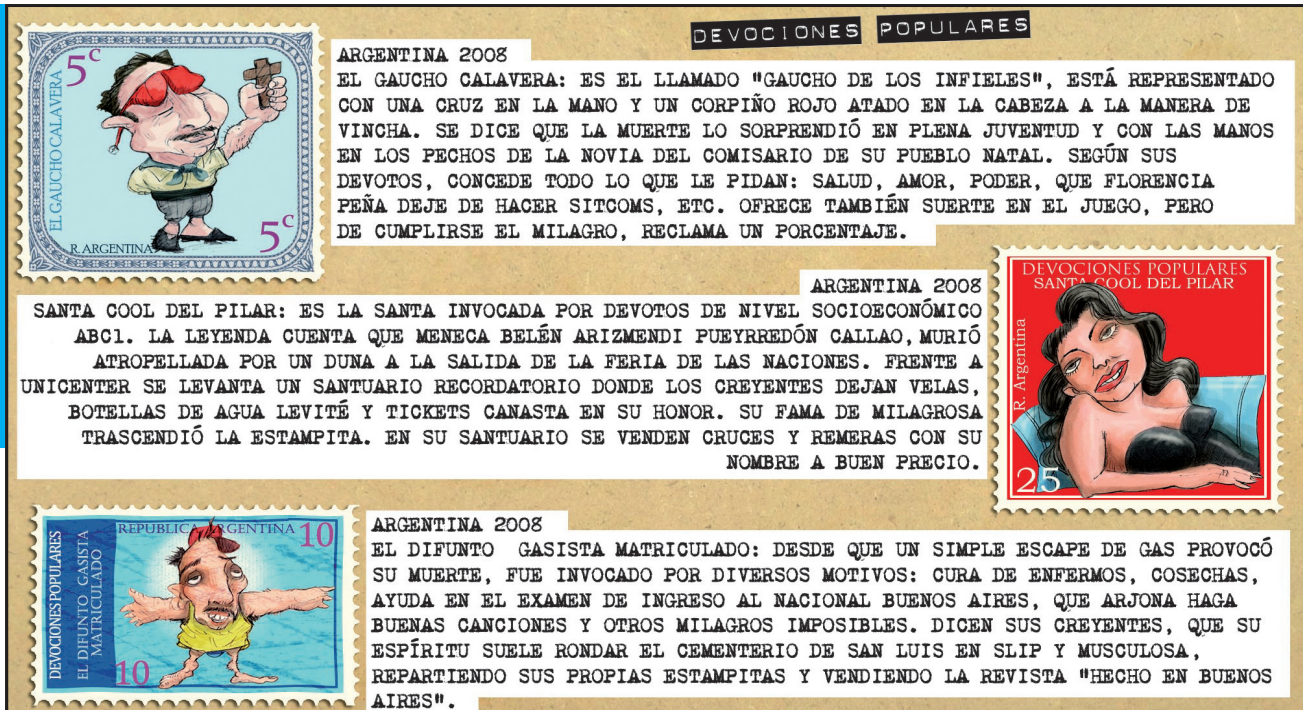 DEVOCIONES POPULARES
5c
5c
EL GAUCHO CALAVERA
R. ARGENTINA
ARGENTINA 2008
EL GAUCHO CALAVERA: ES EL LLAMADO "GAUCHO DE LOS INFIELES", ESTÁ REPRESENTADO
CON UNA CRUZ EN LA MANO Y UN CORPIÑO ROJO ATADO EN LA CABEZA A LA MANERA DE
VINCHA. SE DICE QUE LA MUERTE LO SORPRENDIÓ EN PLENA JUVENTUD Y CON LAS MANOS
EN LOS PECHOS DE LA NOVIA DEL COMISARIO DE SU PUEBLO NATAL. SEGÚN SUS
DEVOTOS, CONCEDE TODO LO QUE LE PIDAN: SALUD, AMOR, PODER, QUE FLORENCIA
PEÑA DEJE DE HACER SITCOMS, ETC. OFRECE TAMBIÉN SUERTE EN EL JUEGO, PERO
DE CUMPLIRSE EL MILAGRO, RECLAMA UN PORCENTAJE.
ARGENTINA 2008
SANTA COOL DEL PILAR: ES LA SANTA INVOCADA POR DEVOTOS DE NIVEL SOCIOECONÓMICO
ABC1. LA LEYENDA CUENTA QUE MENECA BELÉN ARIZMENDI PUEYRREDÓN CALLAO, MURIÓ
ATROPELLADA POR UN DUNA A LA SALIDA DE LA FERIA DE LAS NACIONES. FRENTE A
UNICENTER SE LEVANTA UN SANTUARIO RECORDATORIO DONDE LOS CREYENTES DEJAN VELAS,
BOTELLAS DE AGUA LEVITÉ Y TICKETS CANASTA EN SU HONOR. SU FAMA DE MILAGROSA
TRASCENDIÓ LA ESTAMPITA. EN SU SANTUARIO SE VENDEN CRUCES Y REMERAS CON SU
NOMBRE A BUEN PRECIO.
DEVOCIONES POPULARES
SANTA COOL DEL PILAR
R. Argentina
25
REPUBLICA ARGENTINA
10
DEVOCIONES POPULARES
EL DIFUNTO GASISTA
MATRICULADO
10
ARGENTINA 2008
EL DIFUNTO GASISTA MATRICULADO: DESDE QUE UN SIMPLE ESCAPE DE GAS PROVOCÓ
SU MUERTE, FUE INVOCADO POR DIVERSOS MOTIVOS: CURA DE ENFERMOS, COSECHAS,
AYUDA EN EL EXAMEN DE INGRESO AL NACIONAL BUENOS AIRES, QUE ARJONA HAGA
BUENAS CANCIONES Y OTROS MILAGROS IMPOSIBLES. DICEN SUS CREYENTES, QUE SU
ESPÍRITU SUELE RONDAR EL CEMENTERIO DE SAN LUIS EN SLIP Y MUSCULOSA,
REPARTIENDO SUS PROPIAS ESTAMPITAS Y VENDIENDO LA REVISTA "HECHO EN BUENOS
AIRES".